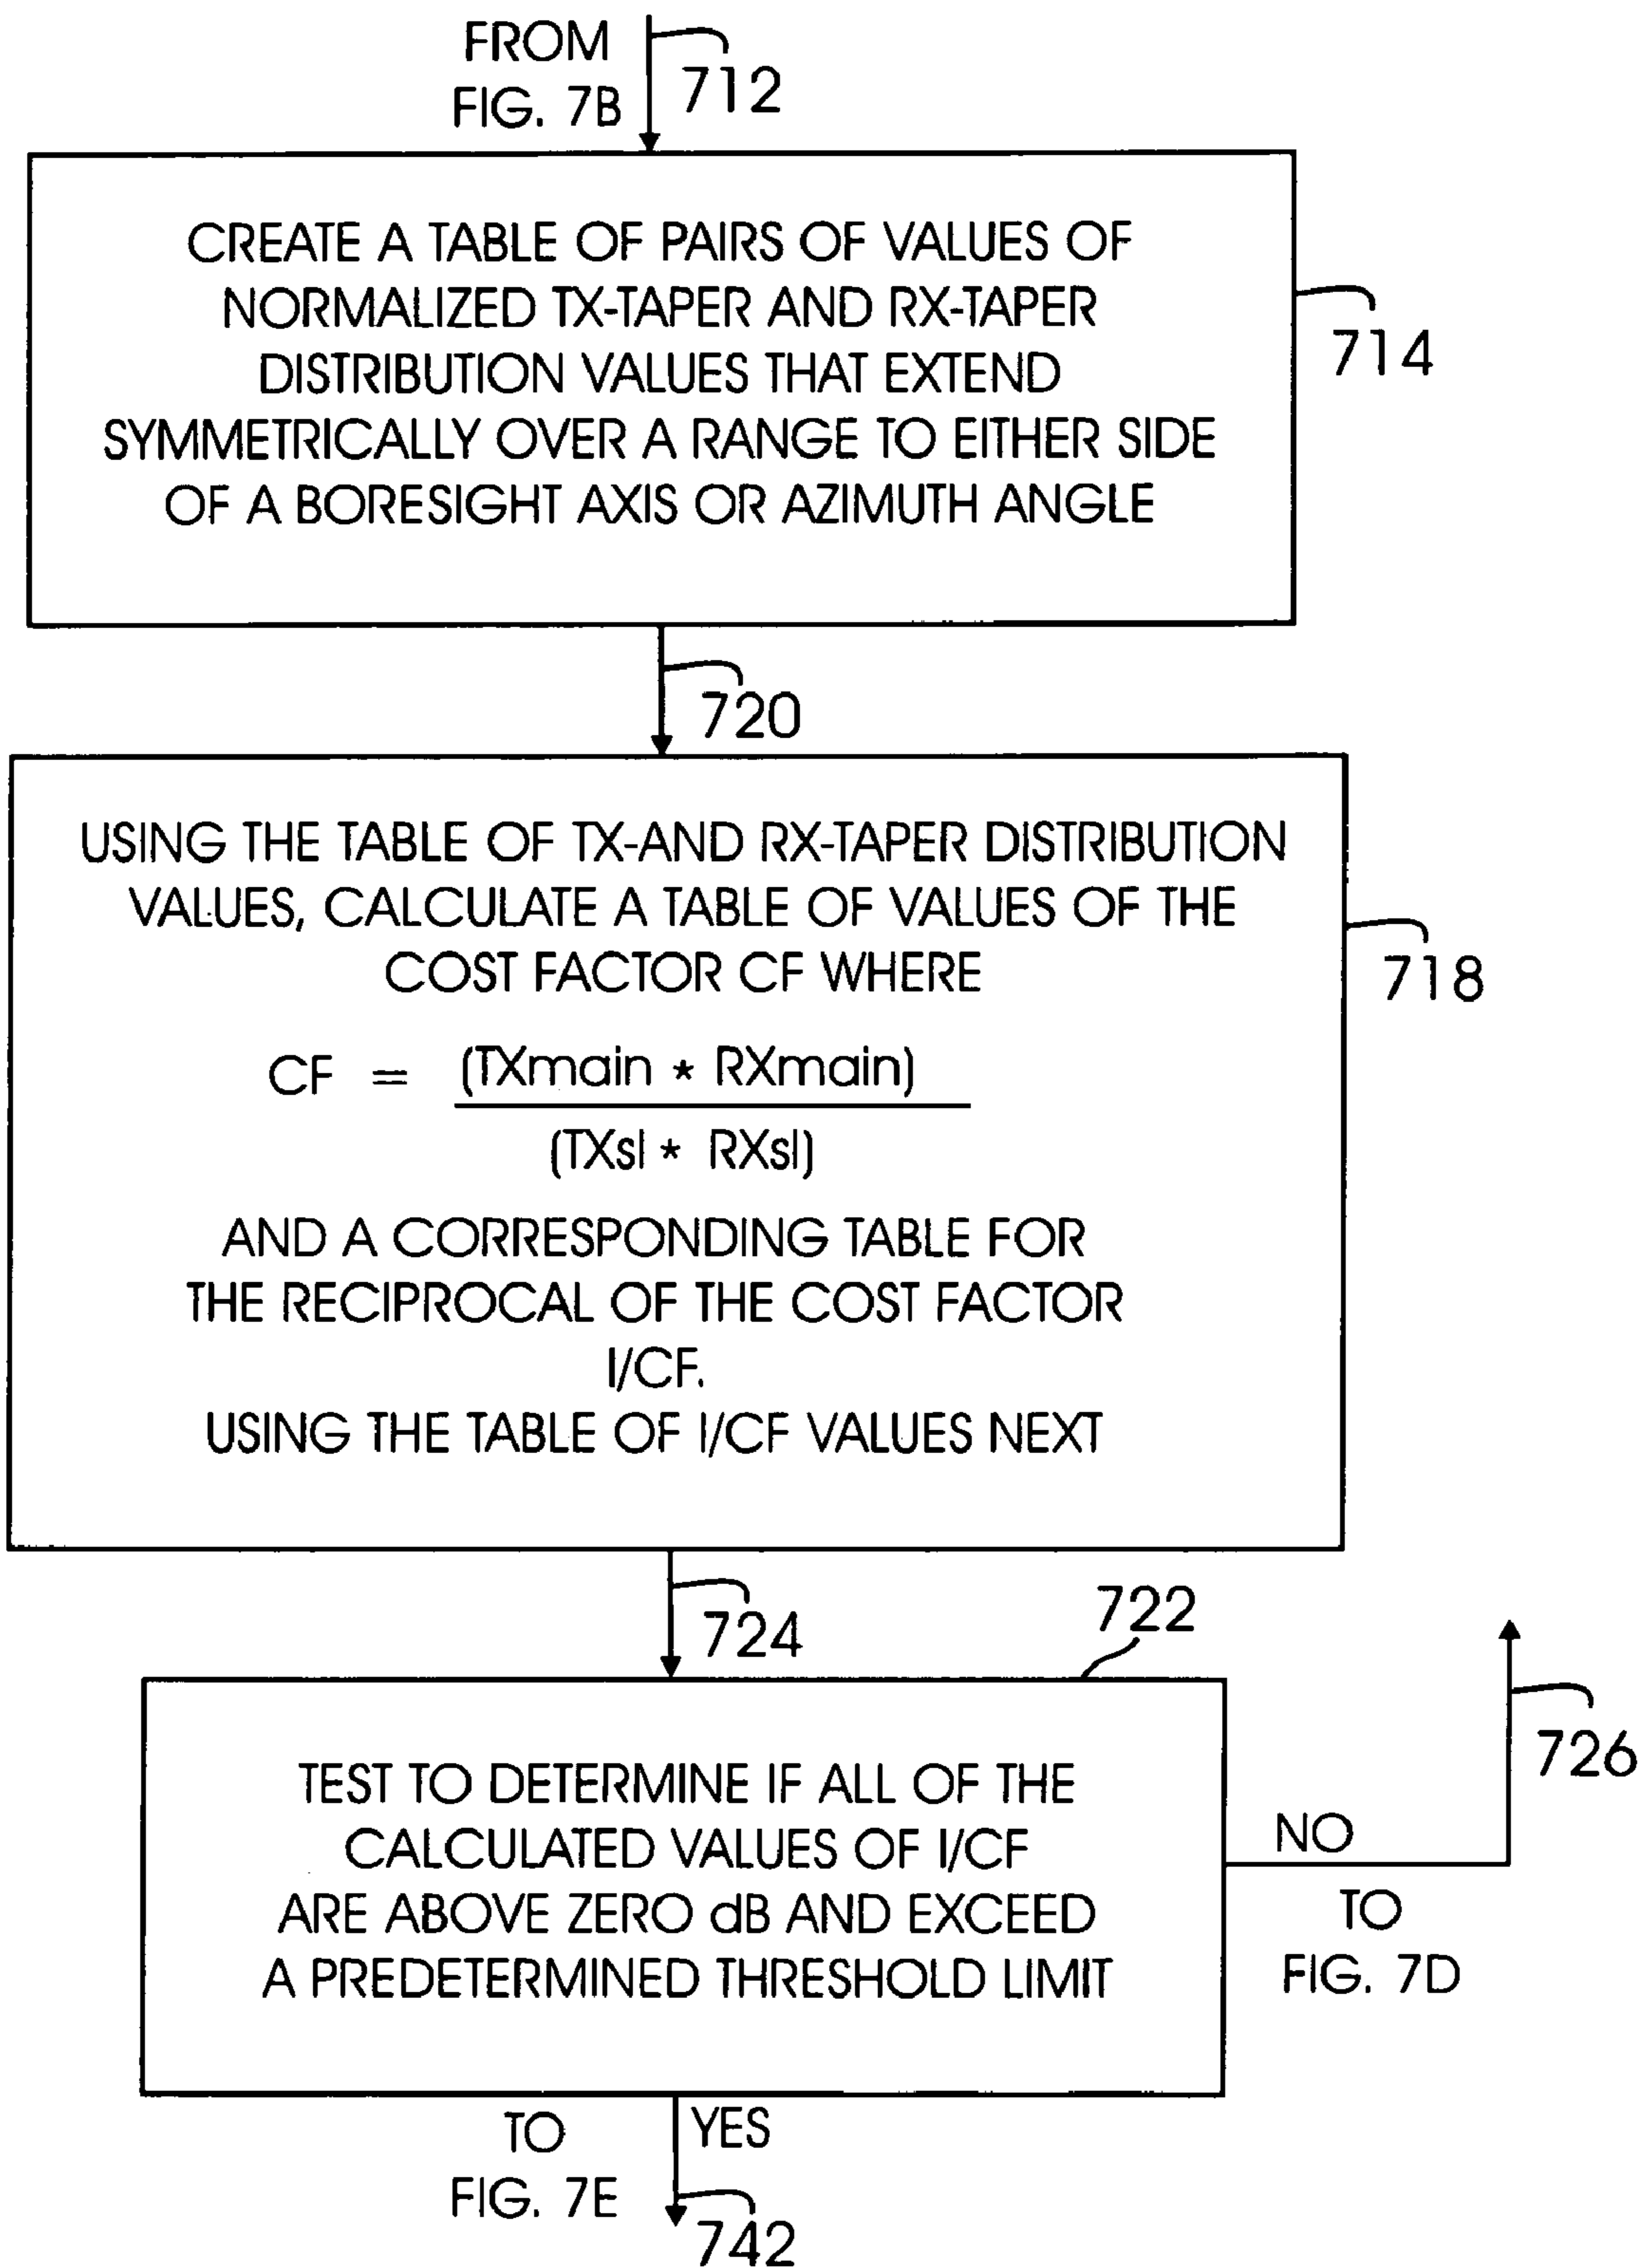 FROM
FIG. 7B
712
CREATE A TABLE OF PAIRS OF VALUES OF
NORMALIZED TX-TAPER AND RX-TAPER
DISTRIBUTION VALUES THAT EXTEND
SYMMETRICALLY OVER A RANGE TO EITHER SIDE
OF A BORESIGHT AXIS OR AZIMUTH ANGLE
714
720
USING THE TABLE OF TX-AND RX-TAPER DISTRIBUTION
VALUES, CALCULATE A TABLE OF VALUES OF THE
COST FACTOR CF WHERE
CF = (TXmain * RXmain)
(TXsl * RXsl)
AND A CORRESPONDING TABLE FOR
THE RECIPROCAL OF THE COST FACTOR
I/CF.
USING THE TABLE OF I/CF VALUES NEXT
718
724
722
TEST TO DETERMINE IF ALL OF THE
CALCULATED VALUES OF I/CF
ARE ABOVE ZERO dB AND EXCEED
A PREDETERMINED THRESHOLD LIMIT
726
NO
TO
FIG. 7D
YES
TO
FIG. 7E
742